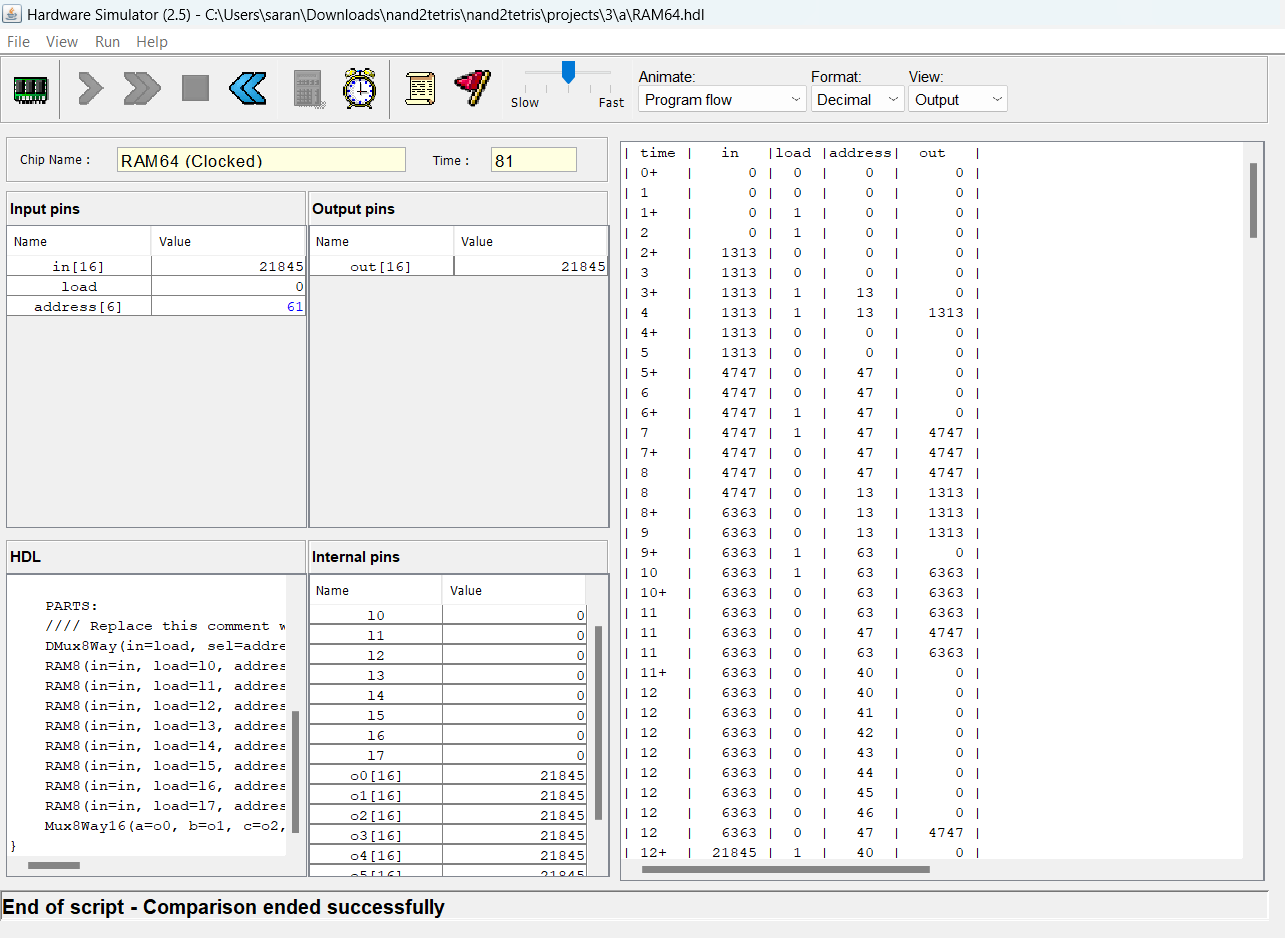 Hardware Simulator (2.5) - C:\Users\saran\Downloads\nand2tetris\nand2tetris\projects\3\a\RAM64.hdl
File View Run Help
Slow Fast
Animate: Format: View:
Program flow Decimal Output
Chip Name : RAM64 (Clocked) Time : 81
Input pins
Name Value
in[16] 21845
load 0
address[6] 61
Output pins
Name Value
out[16] 21845
HDL
PARTS:
//// Replace this comment w
DMux8Way(in=load, sel=addre
RAM8(in=in, load=l0, addres
RAM8(in=in, load=l1, addres
RAM8(in=in, load=l2, addres
RAM8(in=in, load=l3, addres
RAM8(in=in, load=l4, addres
RAM8(in=in, load=l5, addres
RAM8(in=in, load=l6, addres
RAM8(in=in, load=l7, addres
Mux8Way16(a=o0, b=o1, c=o2,
}
Internal pins
Name Value
l0 0
l1 0
l2 0
l3 0
l4 0
l5 0
l6 0
l7 0
o0[16] 21845
o1[16] 21845
o2[16] 21845
o3[16] 21845
o4[16] 21845
o5[16] 21845
| time | in |load |address| out |
| 0+ | 0 | 0 | 0 | 0 |
| 1 | 0 | 0 | 0 | 0 |
| 1+ | 0 | 1 | 0 | 0 |
| 2 | 0 | 1 | 0 | 0 |
| 2+ | 1313 | 0 | 0 | 0 |
| 3 | 1313 | 0 | 0 | 0 |
| 3+ | 1313 | 1 | 13 | 0 |
| 4 | 1313 | 1 | 13 | 1313 |
| 4+ | 1313 | 0 | 0 | 0 |
| 5 | 1313 | 0 | 0 | 0 |
| 5+ | 4747 | 0 | 47 | 0 |
| 6 | 4747 | 0 | 47 | 0 |
| 6+ | 4747 | 1 | 47 | 0 |
| 7 | 4747 | 1 | 47 | 4747 |
| 7+ | 4747 | 0 | 47 | 4747 |
| 8 | 4747 | 0 | 47 | 4747 |
| 8 | 4747 | 0 | 13 | 1313 |
| 8+ | 6363 | 0 | 13 | 1313 |
| 9 | 6363 | 0 | 13 | 1313 |
| 9+ | 6363 | 1 | 63 | 0 |
| 10 | 6363 | 1 | 63 | 6363 |
| 10+ | 6363 | 0 | 63 | 6363 |
| 11 | 6363 | 0 | 63 | 6363 |
| 11 | 6363 | 0 | 47 | 4747 |
| 11 | 6363 | 0 | 63 | 6363 |
| 11+ | 6363 | 0 | 40 | 0 |
| 12 | 6363 | 0 | 40 | 0 |
| 12 | 6363 | 0 | 41 | 0 |
| 12 | 6363 | 0 | 42 | 0 |
| 12 | 6363 | 0 | 43 | 0 |
| 12 | 6363 | 0 | 44 | 0 |
| 12 | 6363 | 0 | 45 | 0 |
| 12 | 6363 | 0 | 46 | 0 |
| 12 | 6363 | 0 | 47 | 4747 |
| 12+ | 21845 | 1 | 40 | 0 |
End of script - Comparison ended successfully